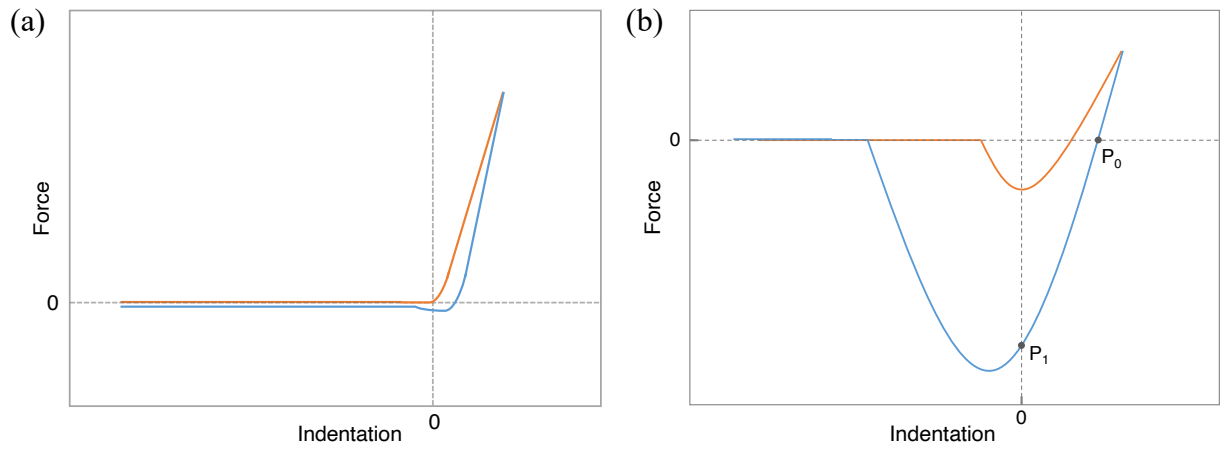 (a)
Force
0
0
Indentation
(b)
Force
0
P₀
P₁
0
Indentation